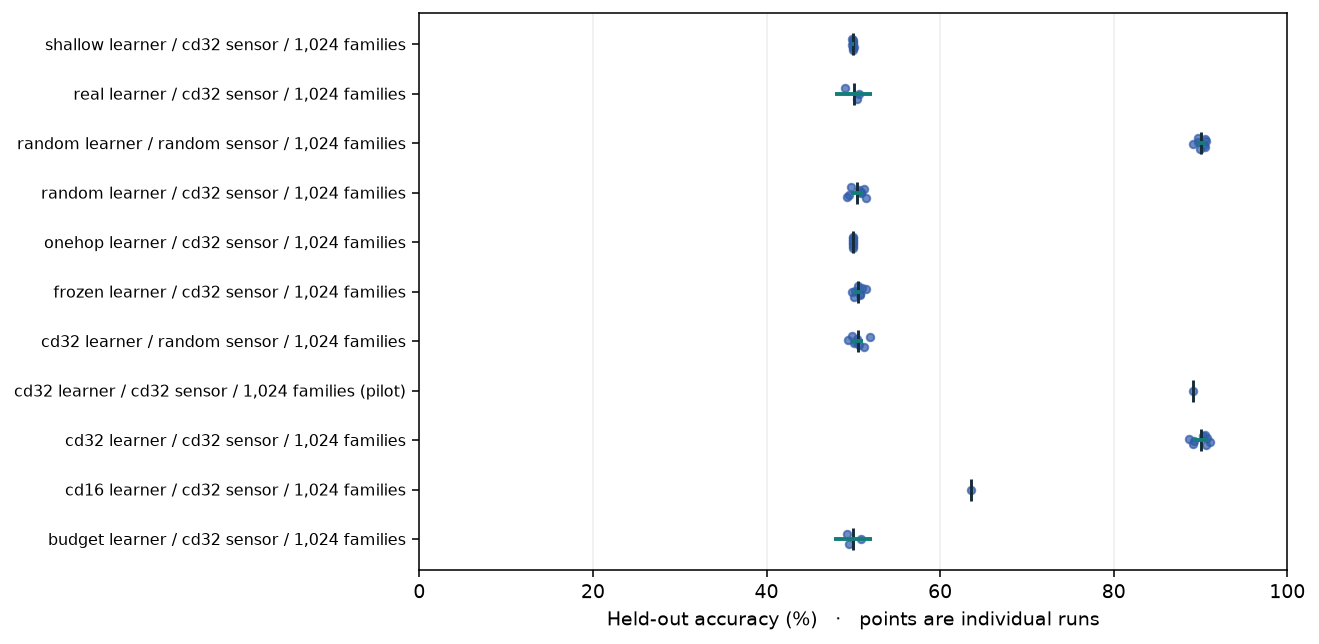 shallow learner / cd32 sensor / 1,024 families
real learner / cd32 sensor / 1,024 families
random learner / random sensor / 1,024 families
random learner / cd32 sensor / 1,024 families
onehop learner / cd32 sensor / 1,024 families
frozen learner / cd32 sensor / 1,024 families
cd32 learner / random sensor / 1,024 families
cd32 learner / cd32 sensor / 1,024 families (pilot)
cd32 learner / cd32 sensor / 1,024 families
cd16 learner / cd32 sensor / 1,024 families
budget learner / cd32 sensor / 1,024 families
0 20 40 60 80 100
Held-out accuracy (%) · points are individual runs